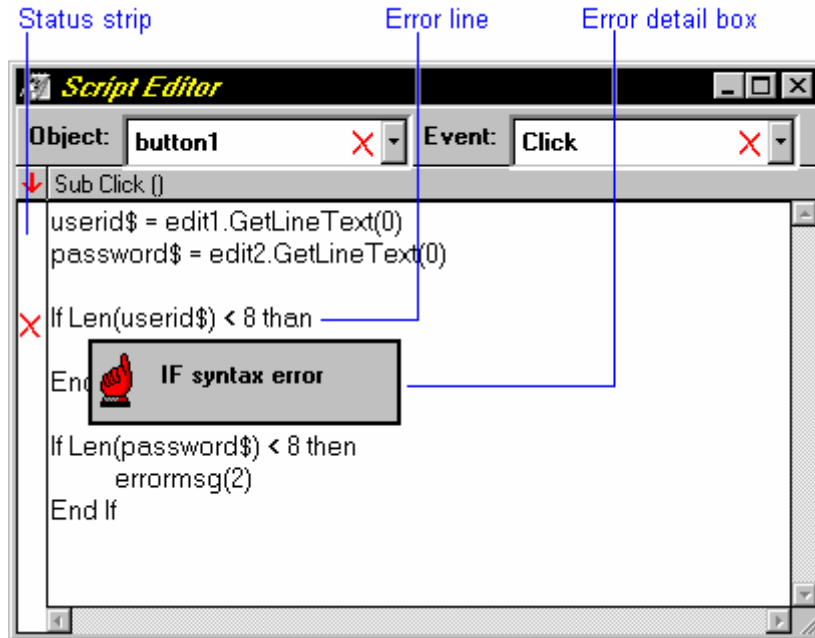 Status strip Error line Error detail box
Script Editor
Object: button1 Event: Click
Sub Click ()
userid$ = edit1.GetLineText(0)
password$ = edit2.GetLineText(0)
If Len(userid$) < 8 than
IF syntax error
End
If Len(password$) < 8 then
errormsg(2)
End If